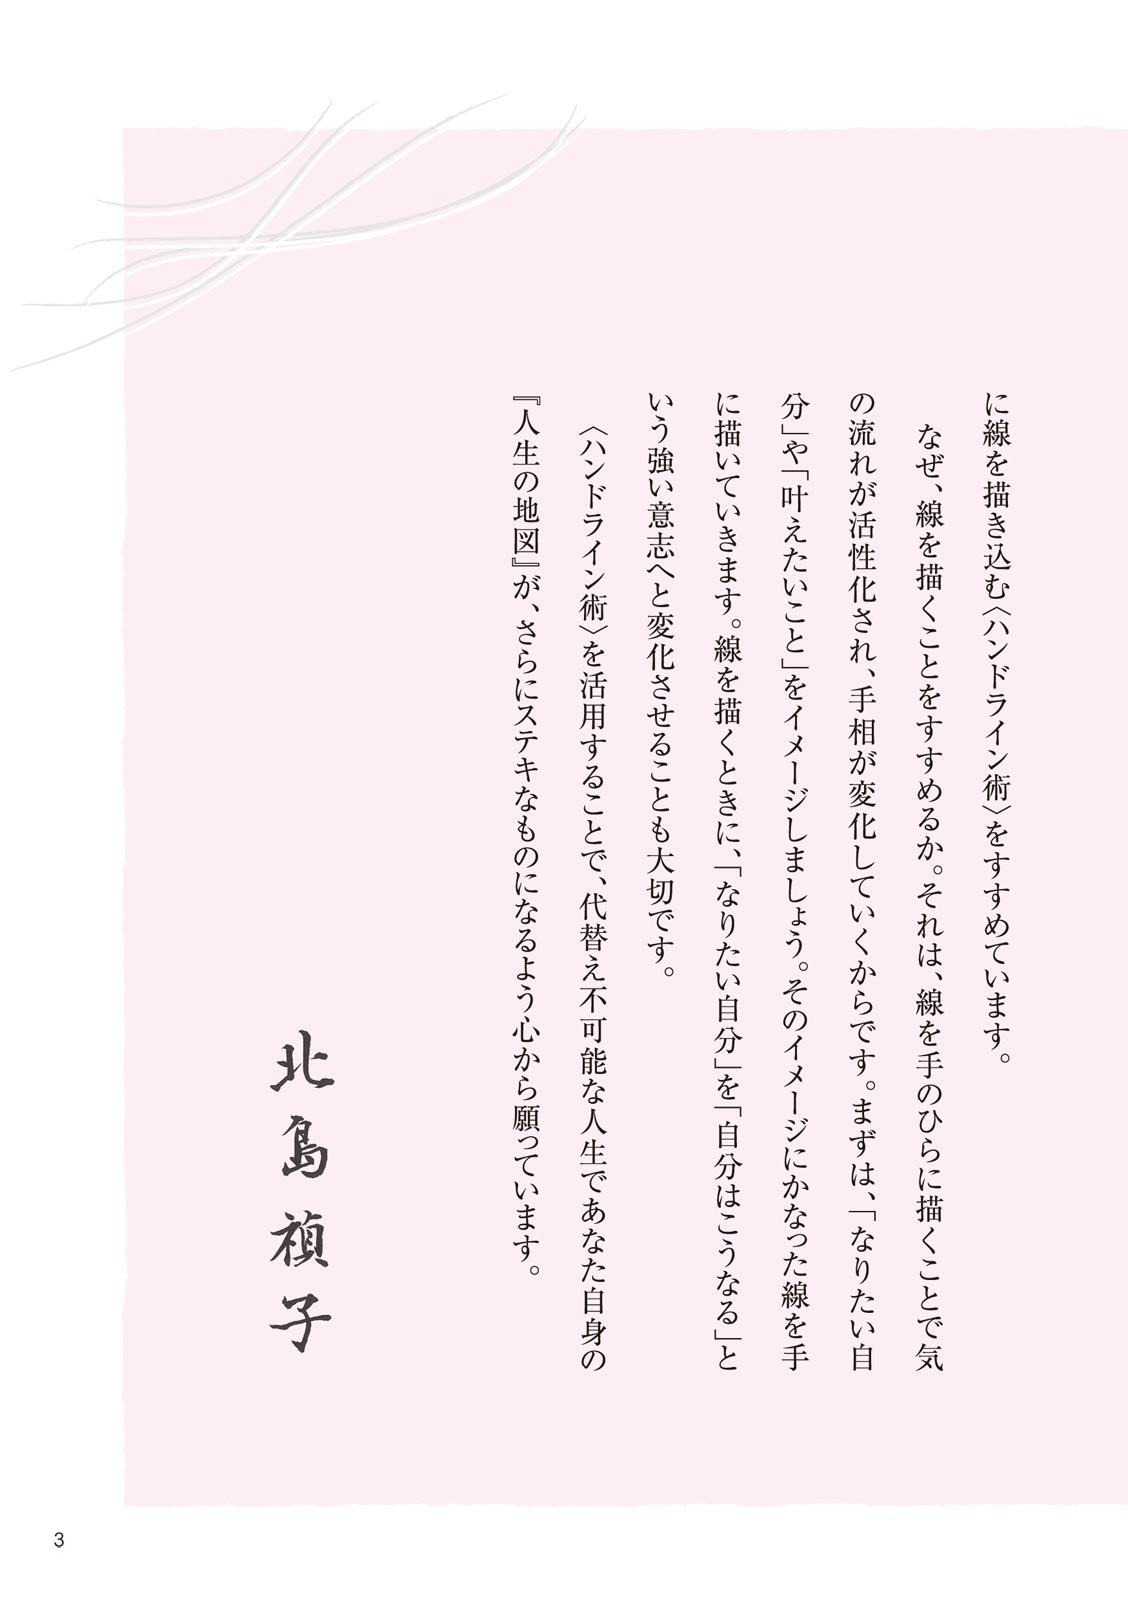 に線を描き込む〈ハンドライン術〉をすすめています。
なぜ、線を描くことをすすめるか。それは、線を手のひらに描くことで気
の流れが活性化され、手相が変化していくからです。まずは、「なりたい自
分」や「叶えたいこと」をイメージしましょう。そのイメージにかなった線を手
に描いていきます。線を描くときに、「なりたい自分」を「自分はこうなる」と
いう強い意志へと変化させることも大切です。
〈ハンドライン術〉を活用することで、代替え不可能な人生であなた自身の
『人生の地図』が、さらにステキなものになるよう心から願っています。
北島禎子
3